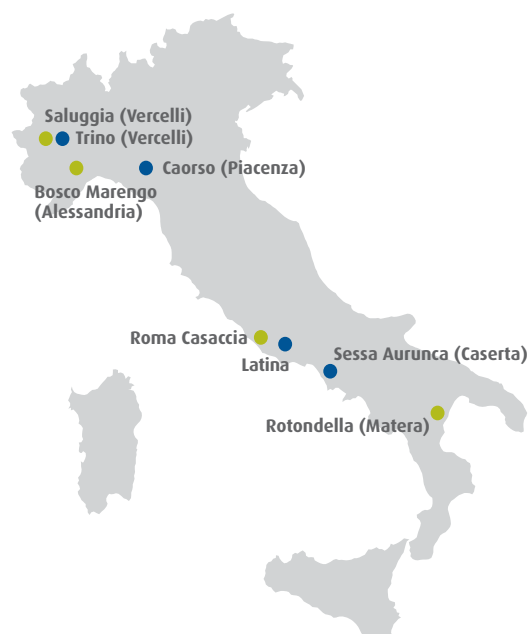 Saluggia (Vercelli)
Trino (Vercelli)
Caorso (Piacenza)
Bosco Marengo
(Alessandria)
Roma Casaccia
Latina
Sessa Aurunca (Caserta)
Rotondella (Matera)